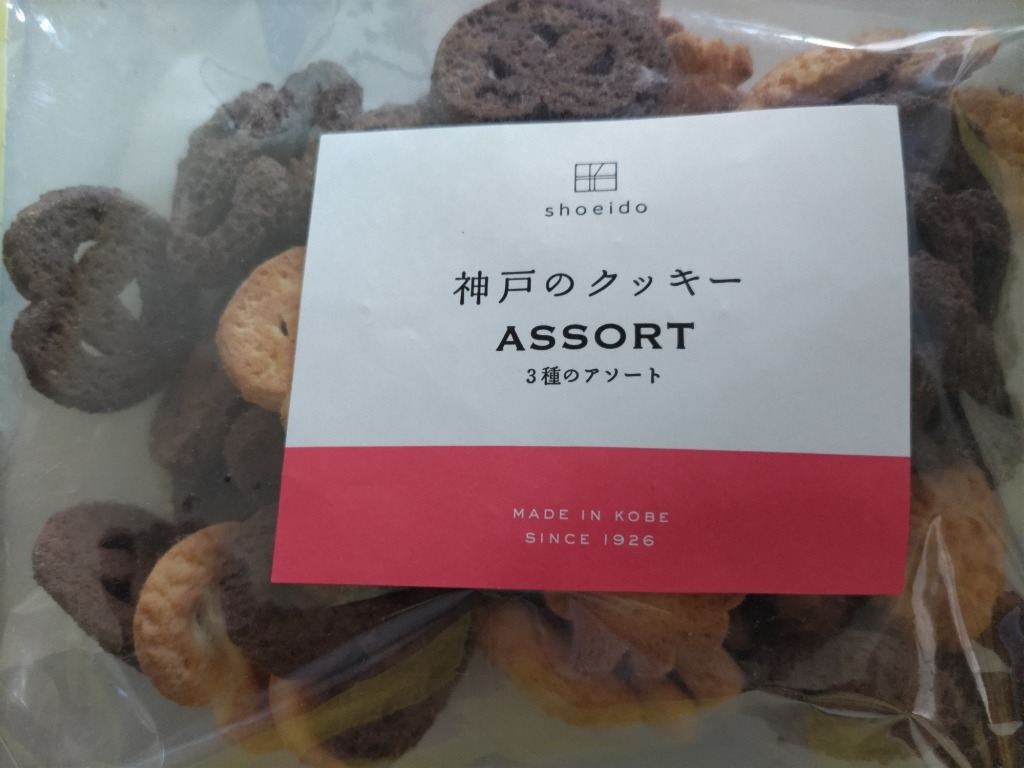 shoeido
神戸のクッキー
ASSORT
3種のアソート
MADE IN KOBE
SINCE 1926